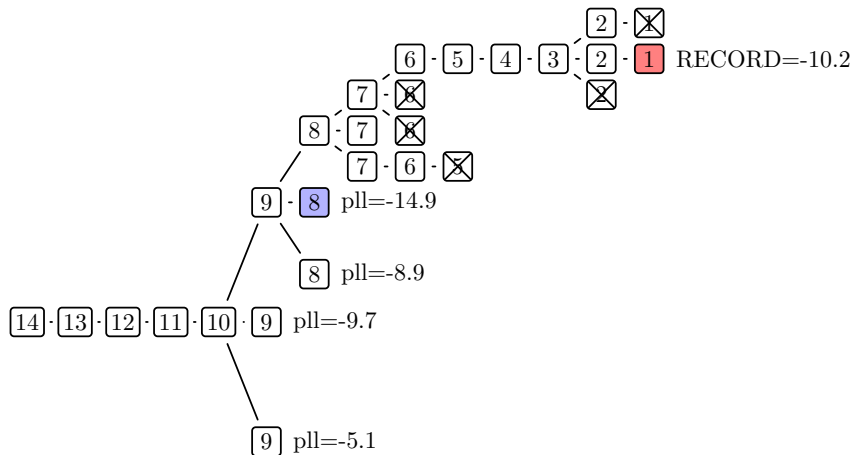 2 1
6 5 4 3 2 1 RECORD=-10.2
7 6 2
8 7 6
7 6 5
9 8 pll=-14.9
8 pll=-8.9
14 13 12 11 10 9 pll=-9.7
9 pll=-5.1